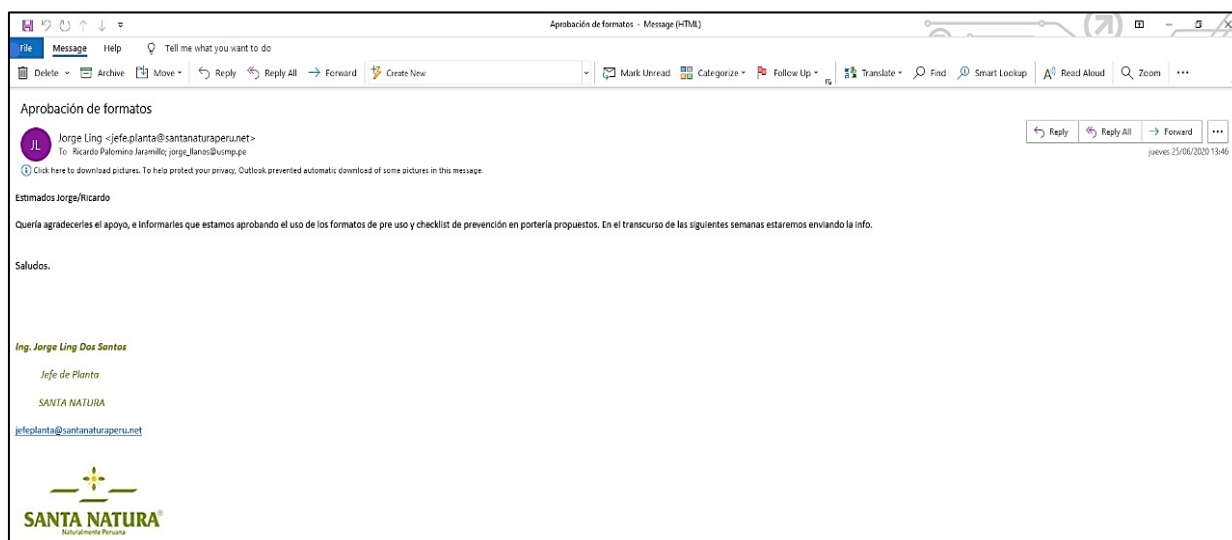 Aprobación de formatos - Message (HTML)
File Message Help Tell me what you want to do
Delete Archive Move Reply Reply All Forward Create New Mark Unread Categorize Follow Up Translate Find Smart Lookup Read Aloud Zoom ...
Aprobación de formatos
JL
Jorge Ling <jefe.planta@santanaturaperu.net>
To Ricardo Palomino Jaramillo; jorge_llanos@usmp.pe
Reply Reply All Forward ...
jueves 25/06/2020 13:46
Click here to download pictures. To help protect your privacy, Outlook prevented automatic download of some pictures in this message.
Estimados Jorge/Ricardo
Quería agradecerles el apoyo, e informarles que estamos aprobando el uso de los formatos de pre uso y checklist de prevención en portería propuestos. En el transcurso de las siguientes semanas estaremos enviando la info.
Saludos.
Ing. Jorge Ling Dos Santos
Jefe de Planta
SANTA NATURA
jefeplanta@santanaturaperu.net
SANTA NATURA®
Naturalmente Peruana